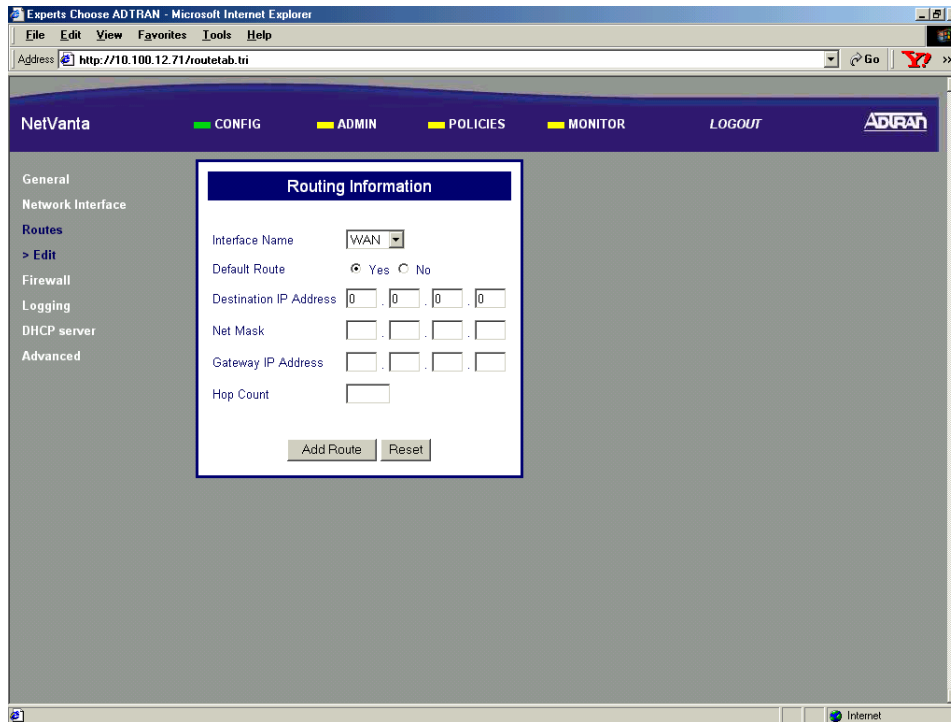 Experts Choose ADTRAN - Microsoft Internet Explorer
File Edit View Favorites Tools Help
Address http://10.100.12.71/routetab.tri Go Y? »
NetVanta CONFIG ADMIN POLICIES MONITOR LOGOUT ADTRAN
General
Network Interface
Routes
> Edit
Firewall
Logging
DHCP server
Advanced
Routing Information
Interface Name WAN
Default Route Yes No
Destination IP Address 0 . 0 . 0 . 0
Net Mask . . .
Gateway IP Address . . .
Hop Count
Add Route Reset
Internet